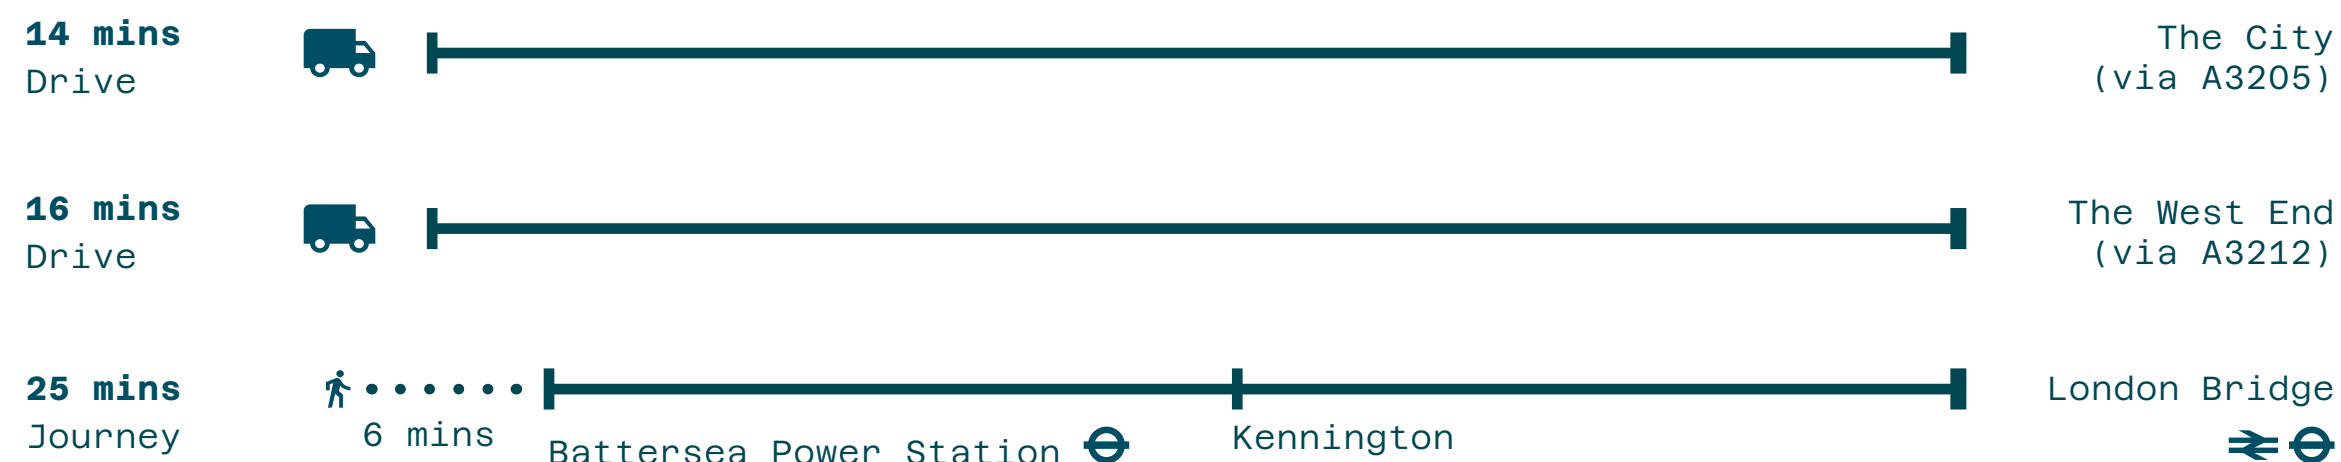 14 mins
Drive
The City
(via A3205)
16 mins
Drive
The West End
(via A3212)
25 mins
Journey
6 mins
Battersea Power Station
Kennington
London Bridge